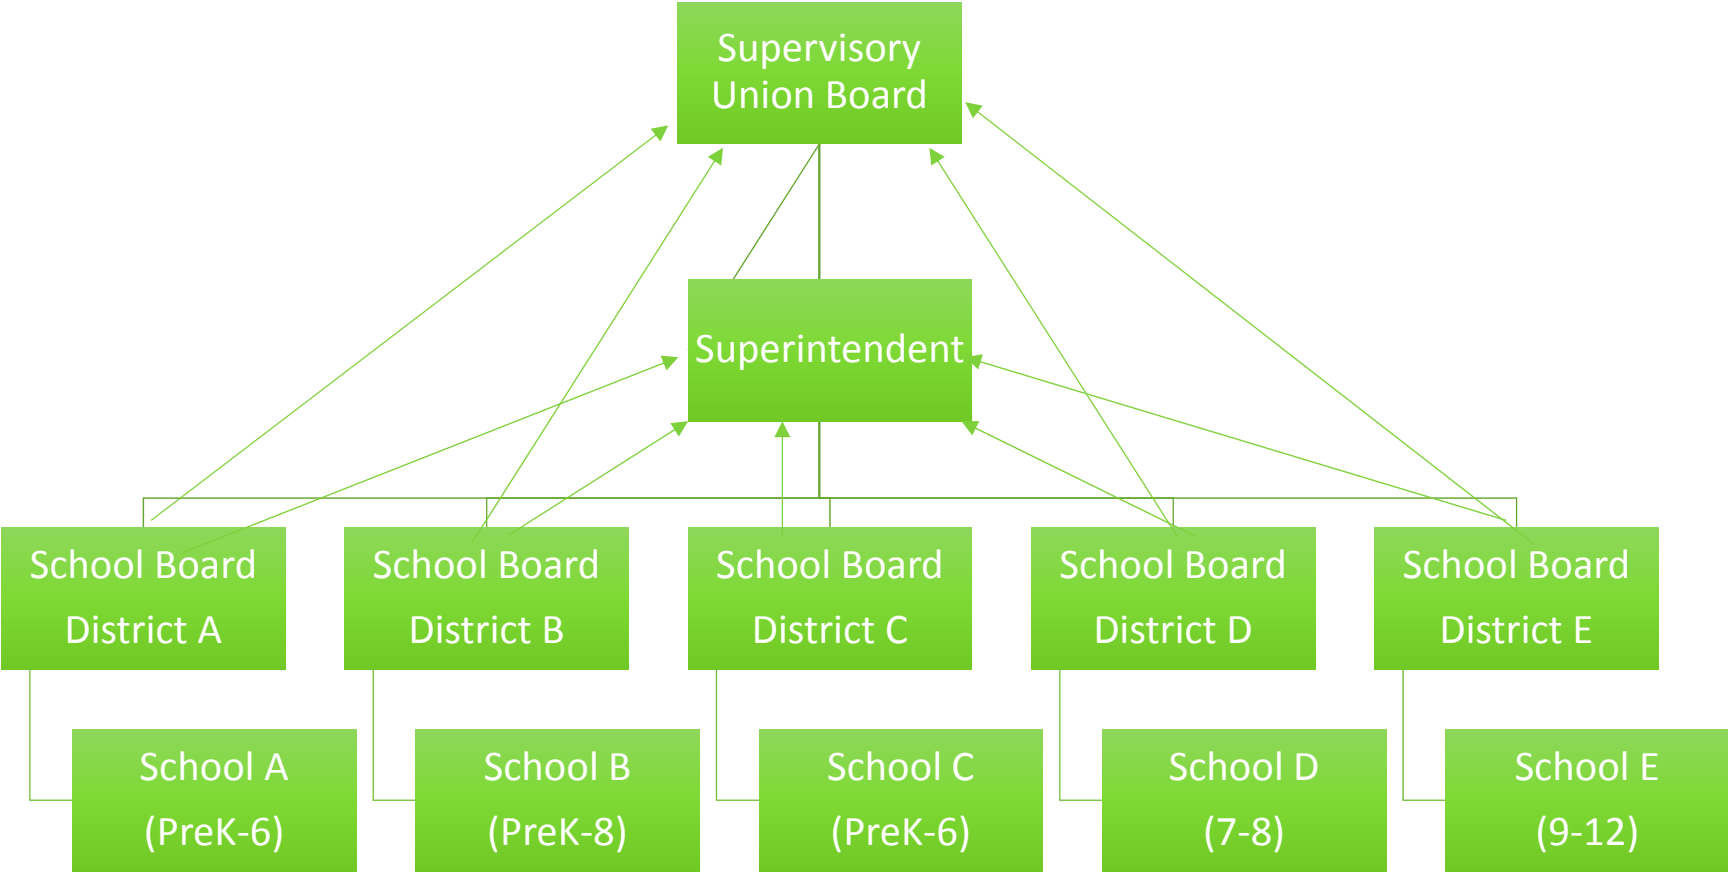 Supervisory
Union Board
Superintendent
School Board
District A
School Board
District B
School Board
District C
School Board
District D
School Board
District E
School A
(PreK-6)
School B
(PreK-8)
School C
(PreK-6)
School D
(7-8)
School E
(9-12)